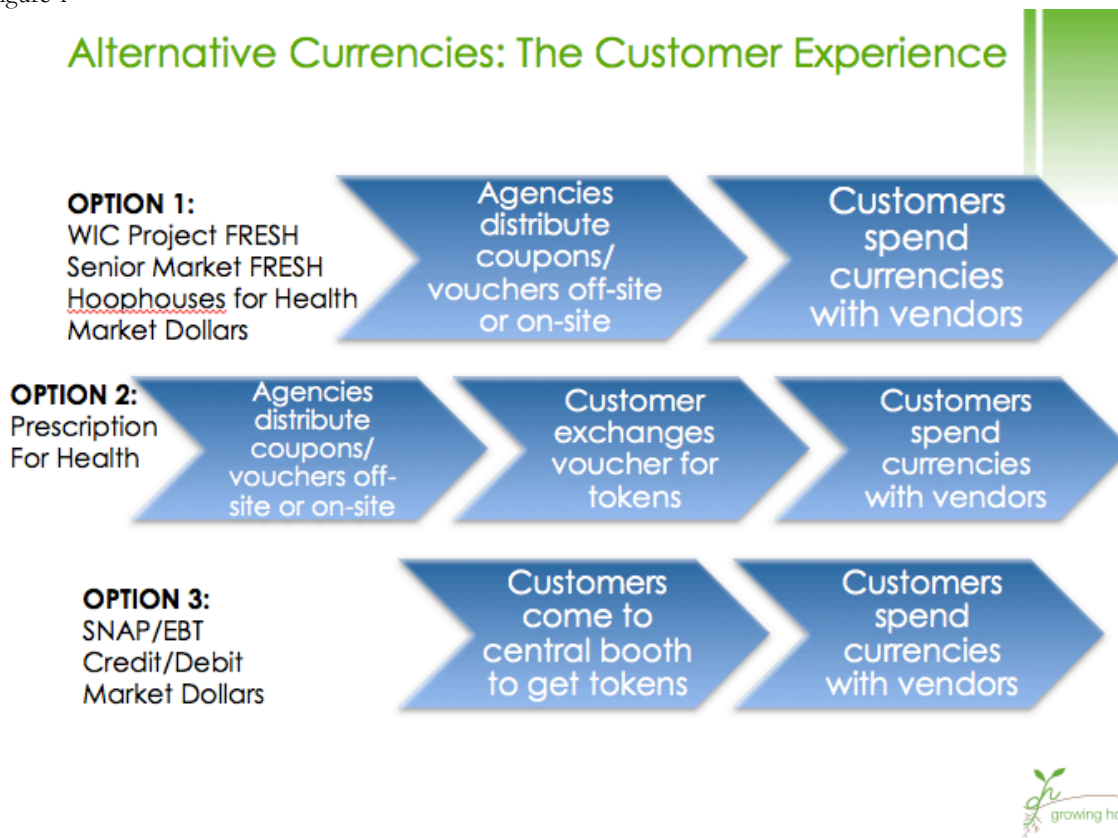 Alternative Currencies: The Customer Experience
OPTION 1:
WIC Project FRESH
Senior Market FRESH
Hoophouses for Health
Market Dollars
Agencies
distribute
coupons/
vouchers off-site
or on-site
Customers
spend
currencies
with vendors
OPTION 2:
Prescription
For Health
Agencies
distribute
coupons/
vouchers off-
site or on-site
Customer
exchanges
voucher for
tokens
Customers
spend
currencies
with vendors
OPTION 3:
SNAP/EBT
Credit/Debit
Market Dollars
Customers
come to
central booth
to get tokens
Customers
spend
currencies
with vendors
growing